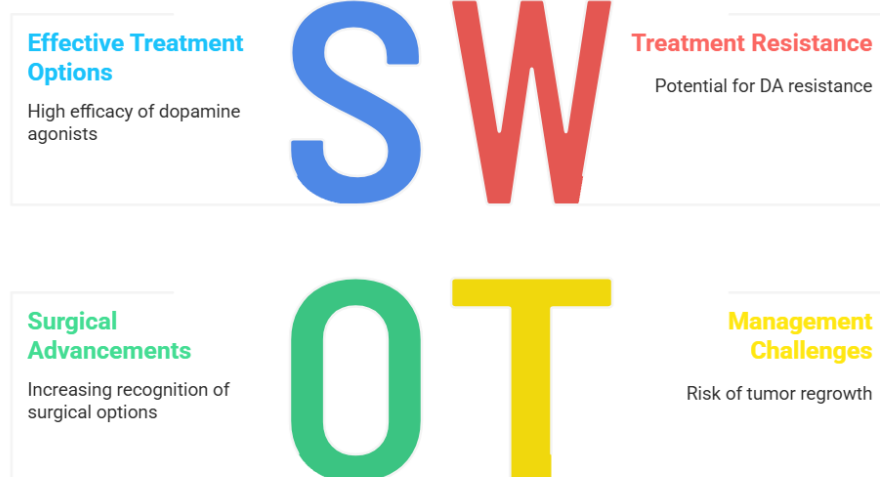 Effective Treatment
Options
High efficacy of dopamine
agonists
S W
Treatment Resistance
Potential for DA resistance
Surgical
Advancements
Increasing recognition of
surgical options
O T
Management
Challenges
Risk of tumor regrowth